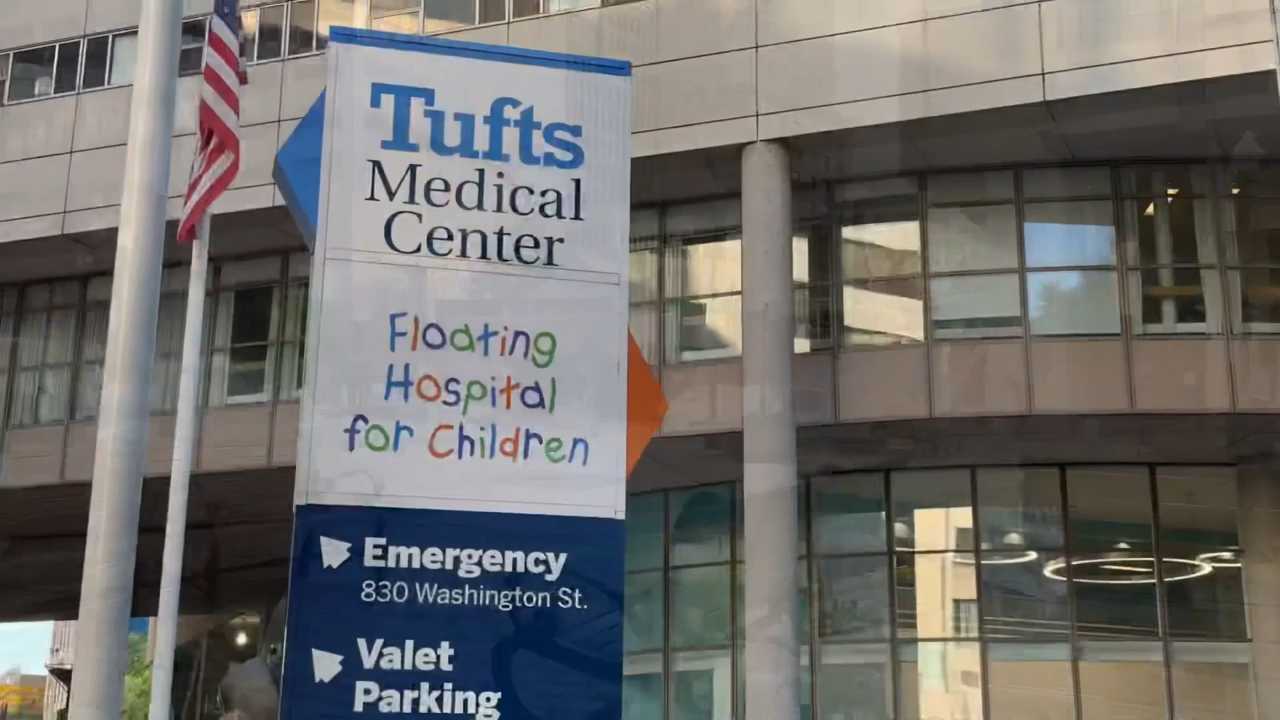 Tufts
Medical
Center
Floating
Hospital
for Children
Emergency
830 Washington St.
Valet
Parking